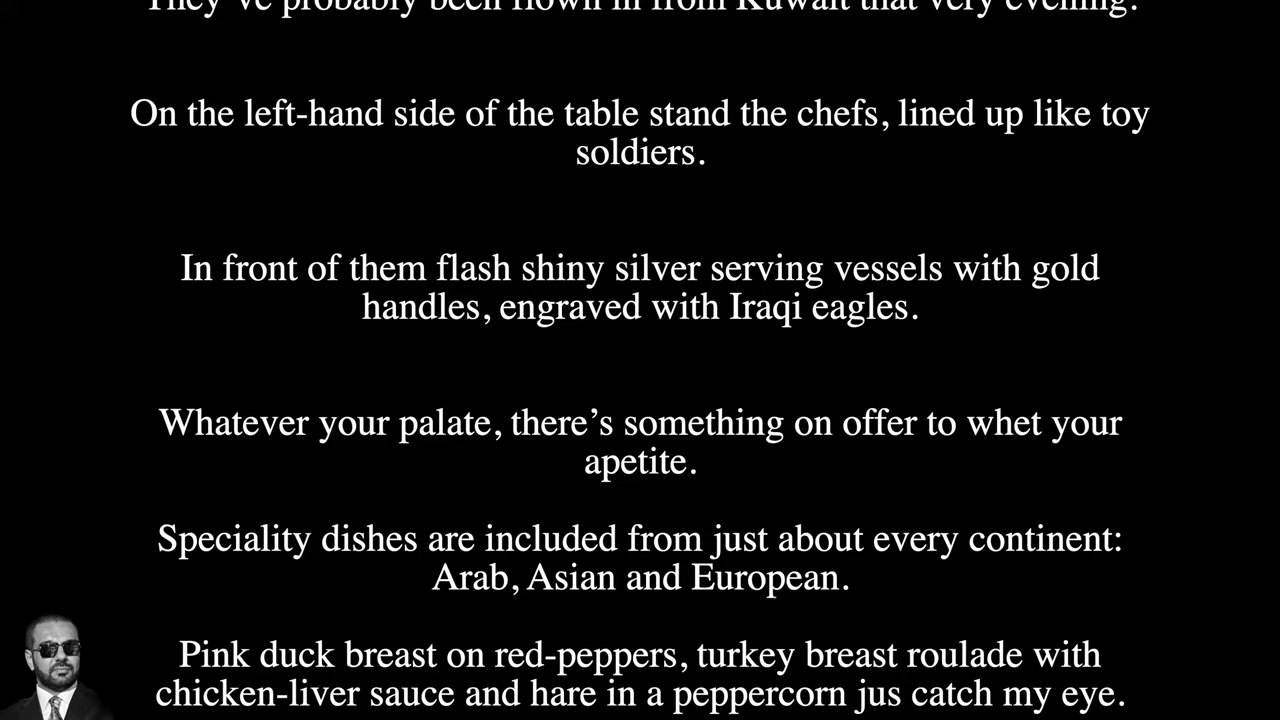 They've probably been flown in from Kuwait that very evening.
On the left-hand side of the table stand the chefs, lined up like toy
soldiers.
In front of them flash shiny silver serving vessels with gold
handles, engraved with Iraqi eagles.
Whatever your palate, there’s something on offer to whet your
apetite.
Speciality dishes are included from just about every continent:
Arab, Asian and European.
Pink duck breast on red-peppers, turkey breast roulade with
chicken-liver sauce and hare in a peppercorn jus catch my eye.